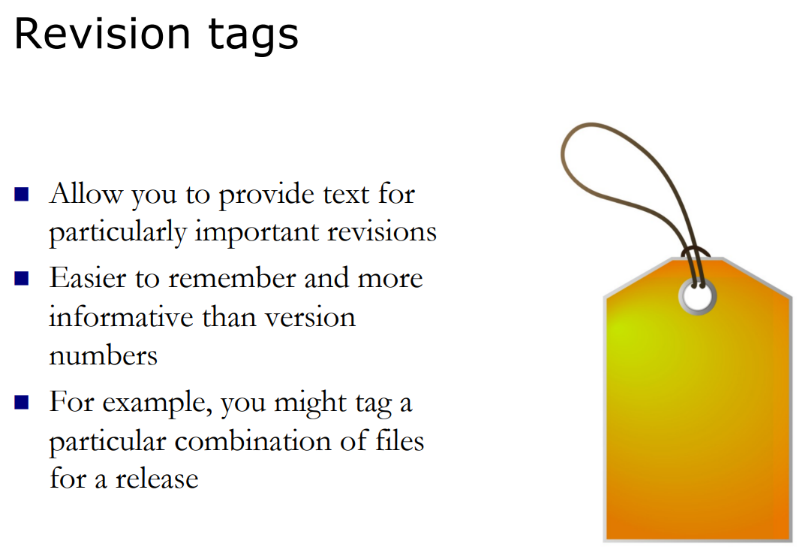 Revision tags
Allow you to provide text for
particularly important revisions
Easier to remember and more
informative than version
numbers
For example, you might tag a
particular combination of files
for a release